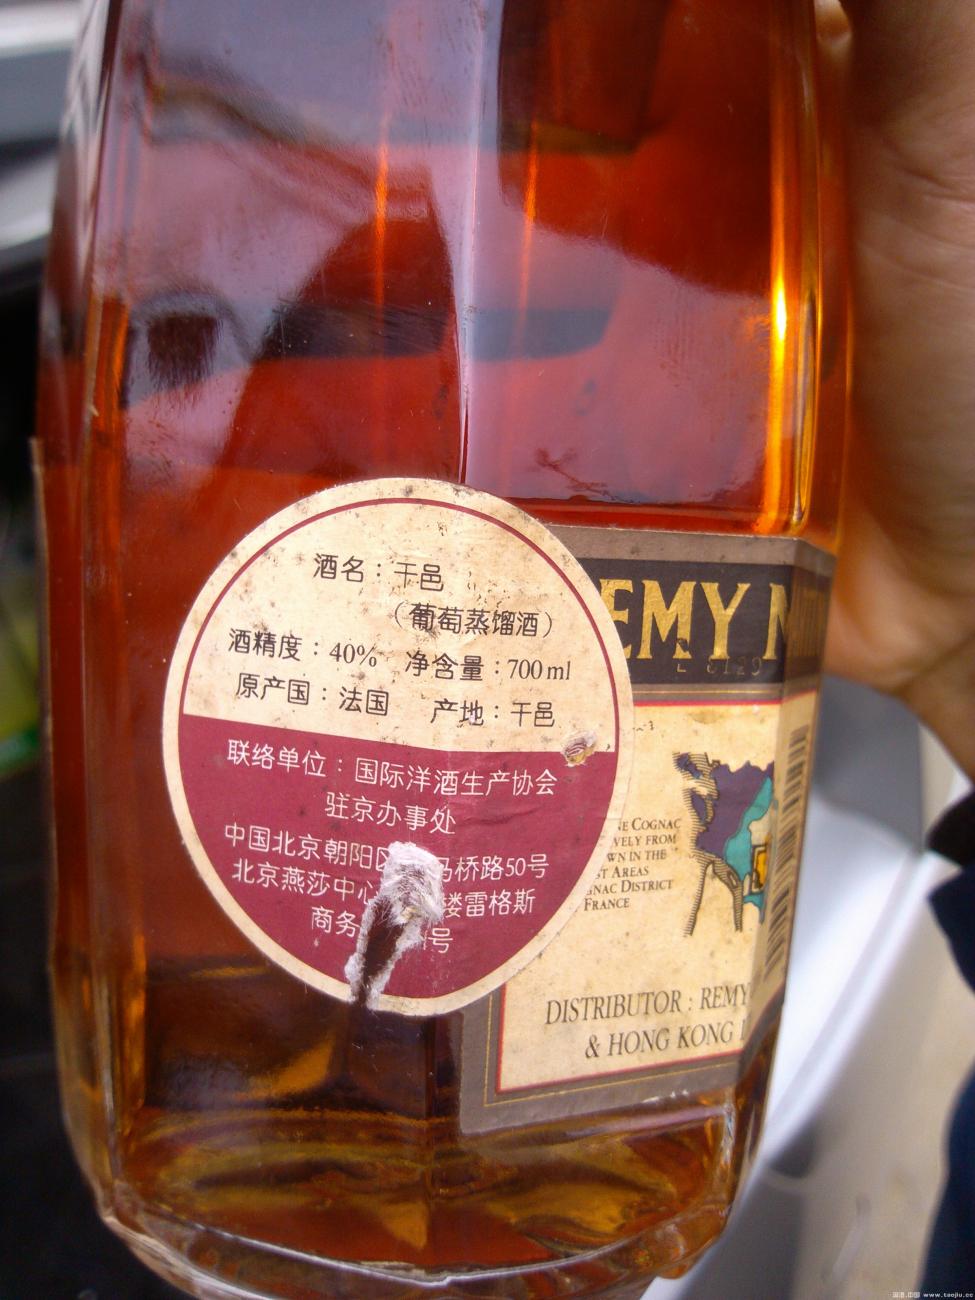 酒名：干邑
（葡萄蒸馏酒）
酒精度：40% 净含量：700ml
原产国：法国 产地：干邑
联络单位：国际洋酒生产协会
驻京办事处
中国北京朝阳区 马桥路50号
北京燕莎中心 楼雷格斯
商务 号
EMY M
COGNAC
VELY FROM
WN IN THE
ST AREAS
GNAC DISTRICT
FRANCE
DISTRIBUTOR : REMY
& HONG KONG
www.taojiu.cc